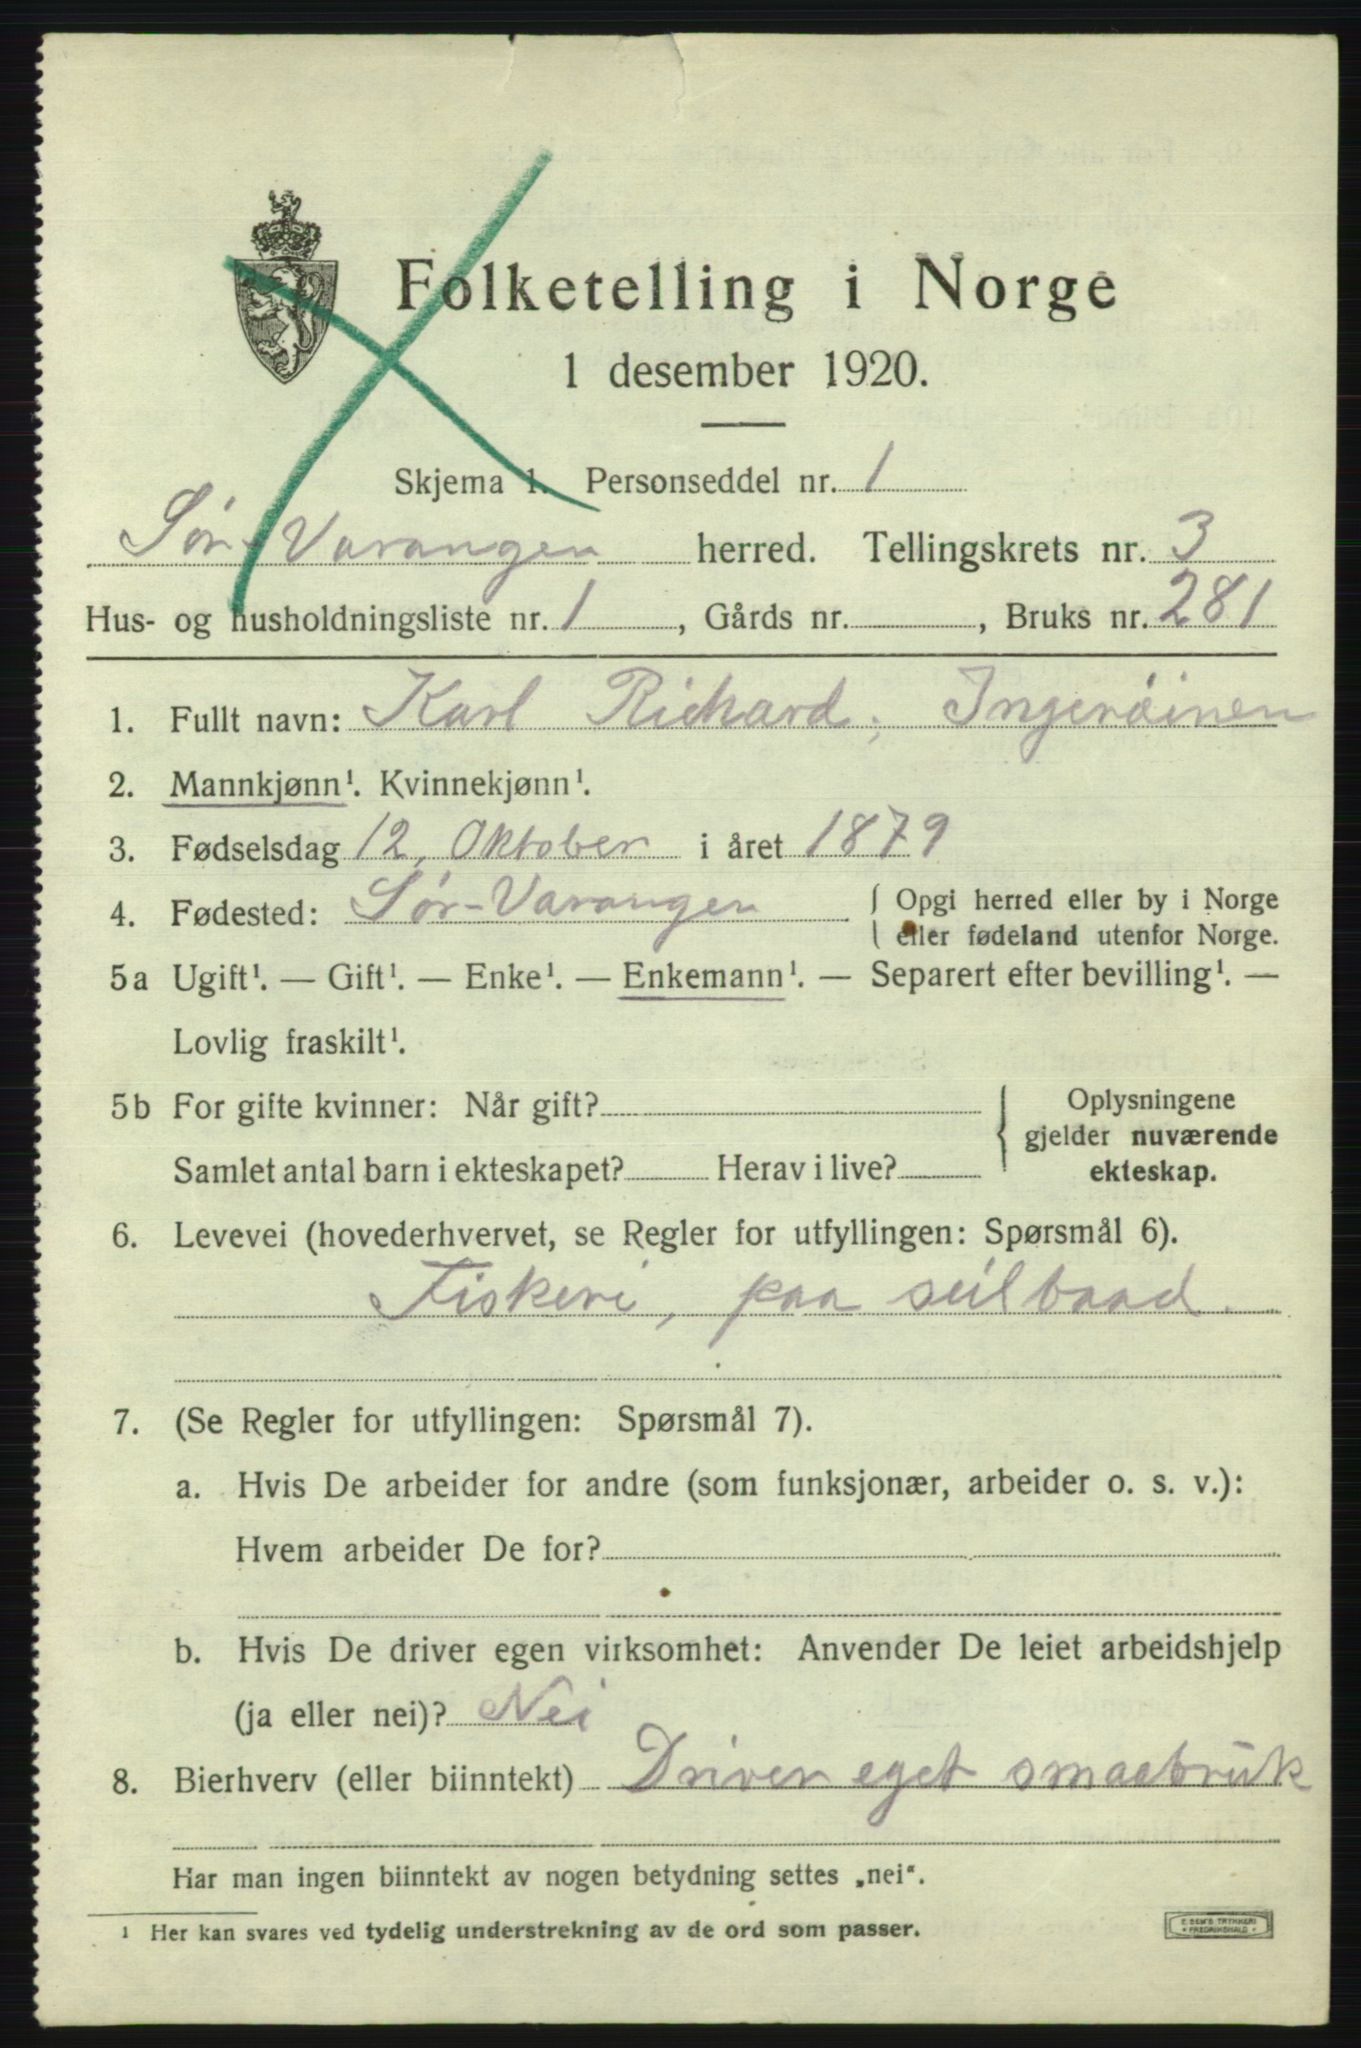 Folketelling i Norge
1 desember 1920.
Skjema 1. Personseddel nr. 1
Sør-Varangen herred. Tellingskrets nr. 3
Hus- og husholdningsliste nr. 1, Gårds nr. , Bruks nr. 281
1. Fullt navn: Karl Richard, Ingeräinen
2. Mannkjønn¹. Kvinnekjønn¹.
3. Fødselsdag 12. Oktober i året 1879
4. Fødested: Sør-Varangen { Opgi herred eller by i Norge
eller fødeland utenfor Norge.
5a Ugift¹. — Gift¹. — Enke¹. — Enkemann¹. — Separert efter bevilling¹. —
Lovlig fraskilt¹.
5b For gifte kvinner: Når gift? { Oplysningene
gjelder nuværende
Samlet antal barn i ekteskapet? Herav i live? ekteskap.
6. Levevei (hovederhvervet, se Regler for utfyllingen: Spørsmål 6).
Fiskeri, paa seilbaad.
7. (Se Regler for utfyllingen: Spørsmål 7).
a. Hvis De arbeider for andre (som funksjonær, arbeider o. s. v.):
Hvem arbeider De for?
b. Hvis De driver egen virksomhet: Anvender De leiet arbeidshjelp
(ja eller nei)? Nei
8. Bierhverv (eller biinntekt) Driver eget smaabruk
Har man ingen biinntekt av nogen betydning settes „nei“.
¹ Her kan svares ved tydelig understrekning av de ord som passer.
E. SEM'S TRYKKERI
FREDRIKSHALD